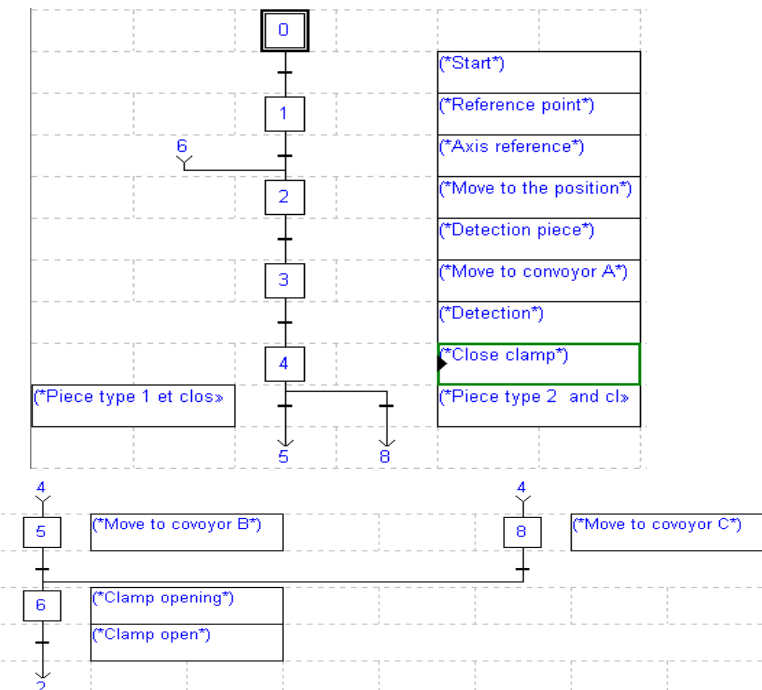 0
(*Start*)
1
(*Reference point*)
6
(*Axis reference*)
2
(*Move to the position*)
(*Detection piece*)
3
(*Move to convoyor A*)
(*Detection*)
4
(*Close clamp*)
(*Piece type 1 et clos»
(*Piece type 2 and cl»
5
8
4
4
5
(*Move to covoyor B*)
8
(*Move to covoyor C*)
6
(*Clamp opening*)
(*Clamp open*)
2